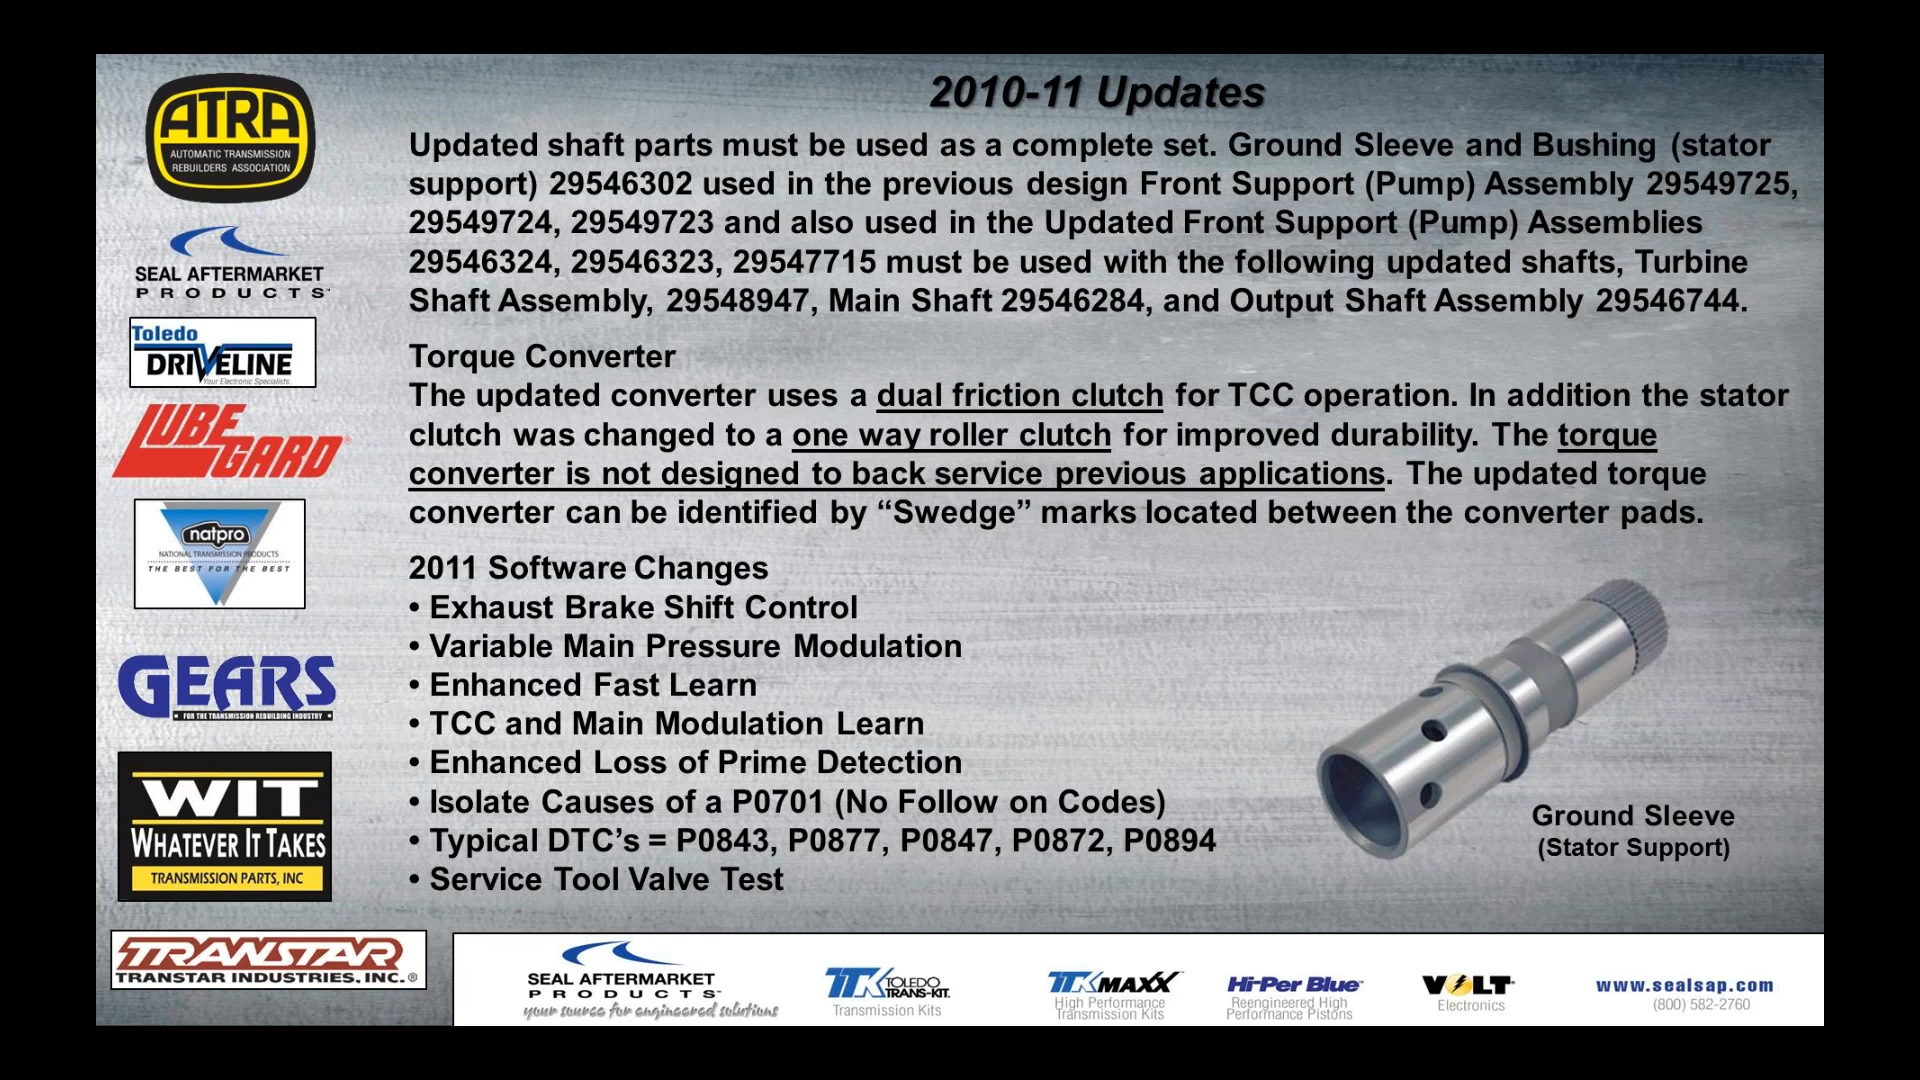 2010-11 Updates
Updated shaft parts must be used as a complete set. Ground Sleeve and Bushing (stator
support) 29546302 used in the previous design Front Support (Pump) Assembly 29549725,
29549724, 29549723 and also used in the Updated Front Support (Pump) Assemblies
29546324, 29546323, 29547715 must be used with the following updated shafts, Turbine
Shaft Assembly, 29548947, Main Shaft 29546284, and Output Shaft Assembly 29546744.
Torque Converter
The updated converter uses a dual friction clutch for TCC operation. In addition the stator
clutch was changed to a one way roller clutch for improved durability. The torque
converter is not designed to back service previous applications. The updated torque
converter can be identified by “Swedge” marks located between the converter pads.
2011 Software Changes
• Exhaust Brake Shift Control
• Variable Main Pressure Modulation
• Enhanced Fast Learn
• TCC and Main Modulation Learn
• Enhanced Loss of Prime Detection
• Isolate Causes of a P0701 (No Follow on Codes)
• Typical DTC’s = P0843, P0877, P0847, P0872, P0894
• Service Tool Valve Test
Ground Sleeve
(Stator Support)
ATRA
AUTOMATIC TRANSMISSION
REBUILDERS ASSOCIATION
SEAL AFTERMARKET
PRODUCTS
Toledo
DRIVELINE
Your Electronic Specialists
LUBE
GARD®
natpro
NATIONAL TRANSMISSION PRODUCTS
THE BEST FOR THE BEST
GEARS
FOR THE TRANSMISSION REBUILDING INDUSTRY
WIT
WHATEVER IT TAKES
TRANSMISSION PARTS, INC
TRANSTAR
TRANSTAR INDUSTRIES, INC.®
SEAL AFTERMARKET
PRODUCTS
your source for engineered solutions
TTK TOLEDO
TRANS-KIT.
Transmission Kits
TTK MAXX
High Performance
Transmission Kits
Hi-Per Blue
Reengineered High
Performance Pistons
VOLT
Electronics
www.sealsap.com
(800) 582-2760